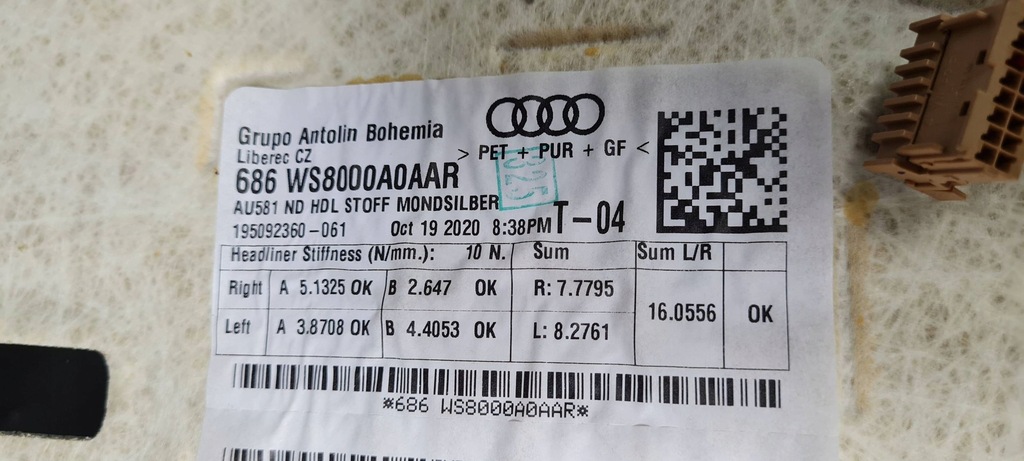 Grupo Antolin Bohemia
Liberec CZ
> PET + PUR + GF <
325
686 WS8000A0AAR
AU581 ND HDL STOFF MONDSILBER
195092360-061 Oct 19 2020 8:38PM T-04
Headliner Stiffness (N/mm.): 10 N. Sum Sum L/R
Right A 5.1325 OK B 2.647 OK R: 7.7795
16.0556 OK
Left A 3.8708 OK B 4.4053 OK L: 8.2761
*686 WS8000A0AAR*